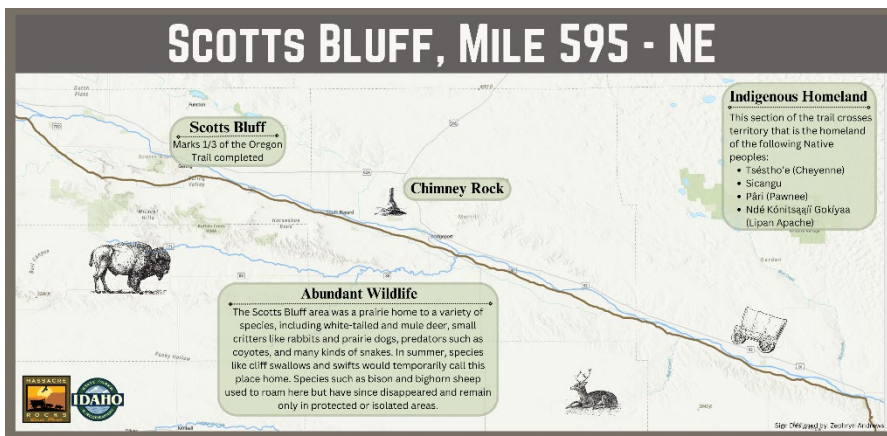 SCOTTS BLUFF, MILE 595 - NE
Scotts Bluff
Marks 1/3 of the Oregon
Trail completed
Chimney Rock
Indigenous Homeland
This section of the trail crosses
territory that is the homeland
of the following Native
peoples:
• Tséstho'e (Cheyenne)
• Sicangu
• Pâri (Pawnee)
• Ndé Kónitsąąíí Gokíyaa
(Lipan Apache)
Abundant Wildlife
The Scotts Bluff area was a prairie home to a variety of
species, including white-tailed and mule deer, small
critters like rabbits and prairie dogs, predators such as
coyotes, and many kinds of snakes. In summer, species
like cliff swallows and swifts would temporarily call this
place home. Species such as bison and bighorn sheep
used to roam here but have since disappeared and remain
only in protected or isolated areas.
MASSACRE
ROCKS
IDAHO
Sign Designed by: Zephryn Andrews